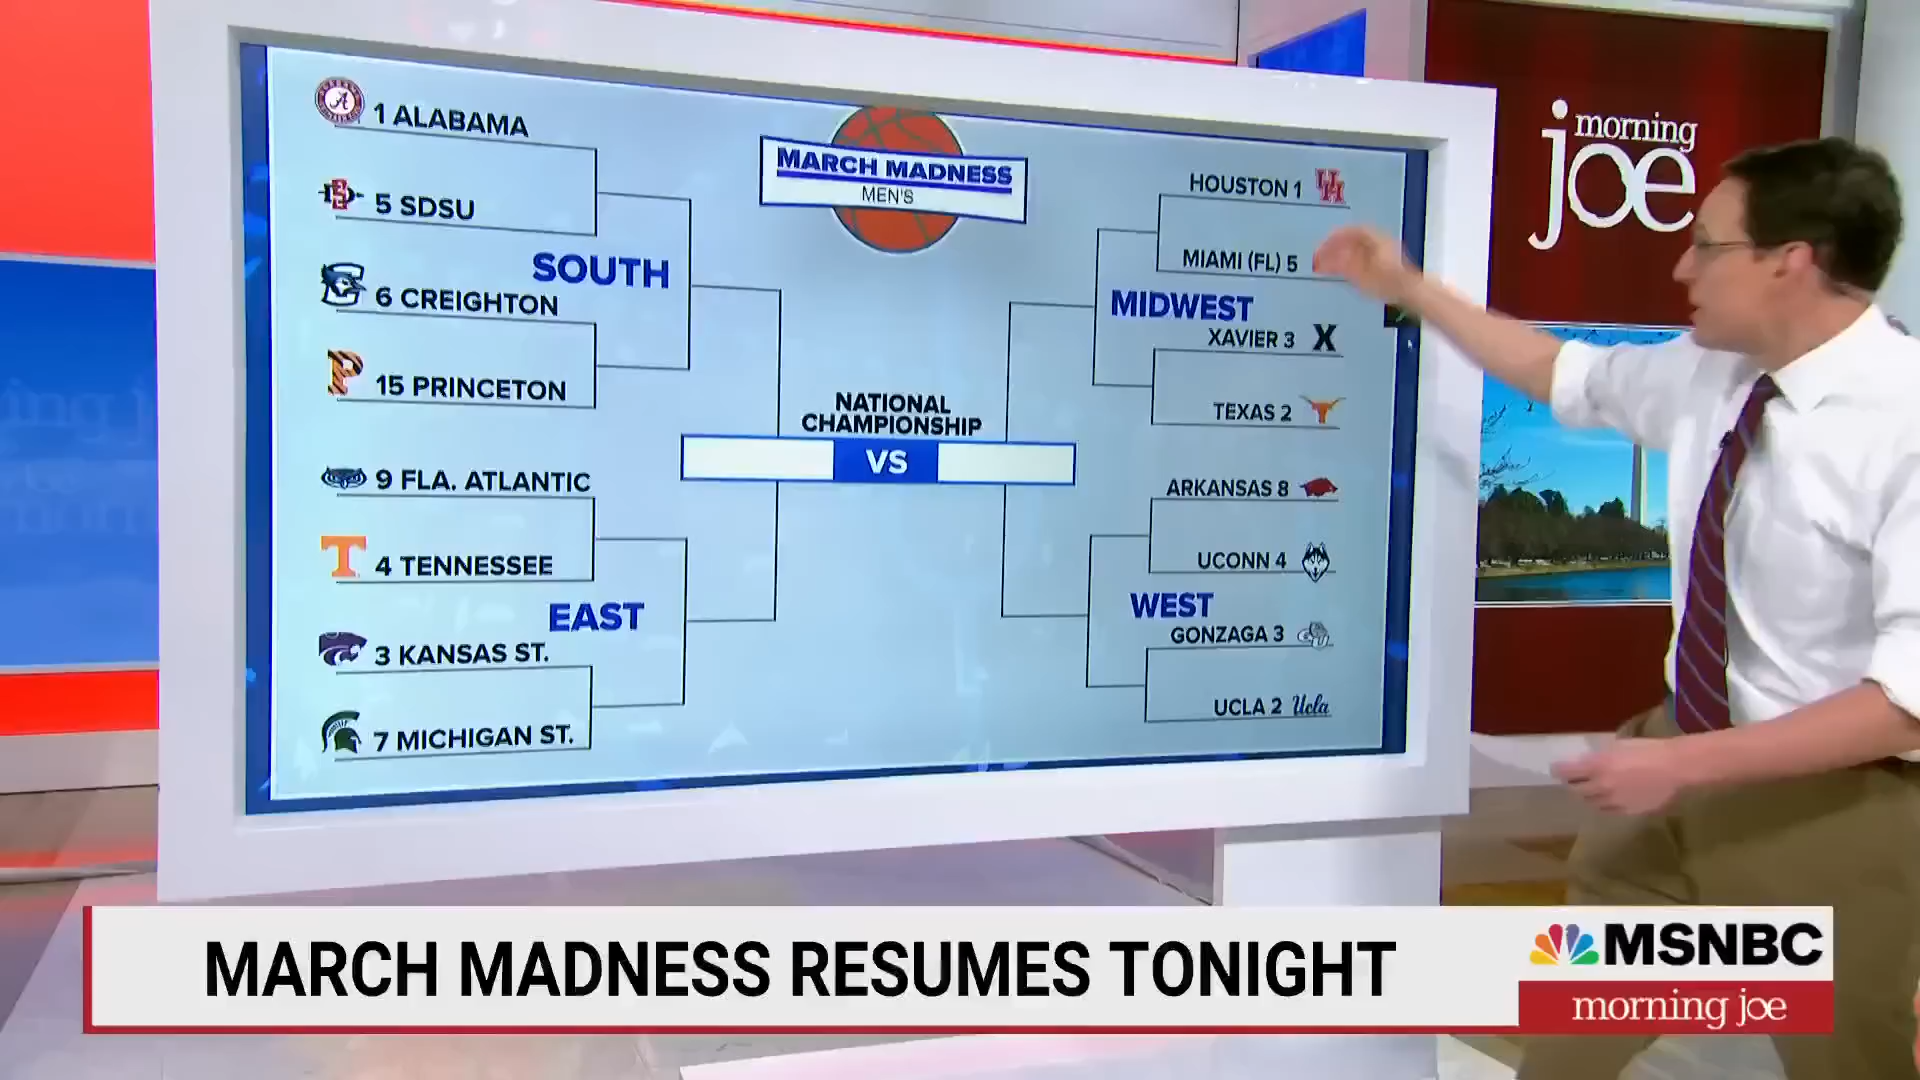 1 ALABAMA
5 SDSU
SOUTH
6 CREIGHTON
15 PRINCETON
9 FLA. ATLANTIC
4 TENNESSEE
EAST
3 KANSAS ST.
7 MICHIGAN ST.
MARCH MADNESS
MEN'S
NATIONAL
CHAMPIONSHIP
VS
HOUSTON 1
MIAMI (FL) 5
MIDWEST
XAVIER 3
X
TEXAS 2
ARKANSAS 8
UCONN 4
WEST
GONZAGA 3
UCLA 2 Ucla
morning
joe
MARCH MADNESS RESUMES TONIGHT
MSNBC
morning joe